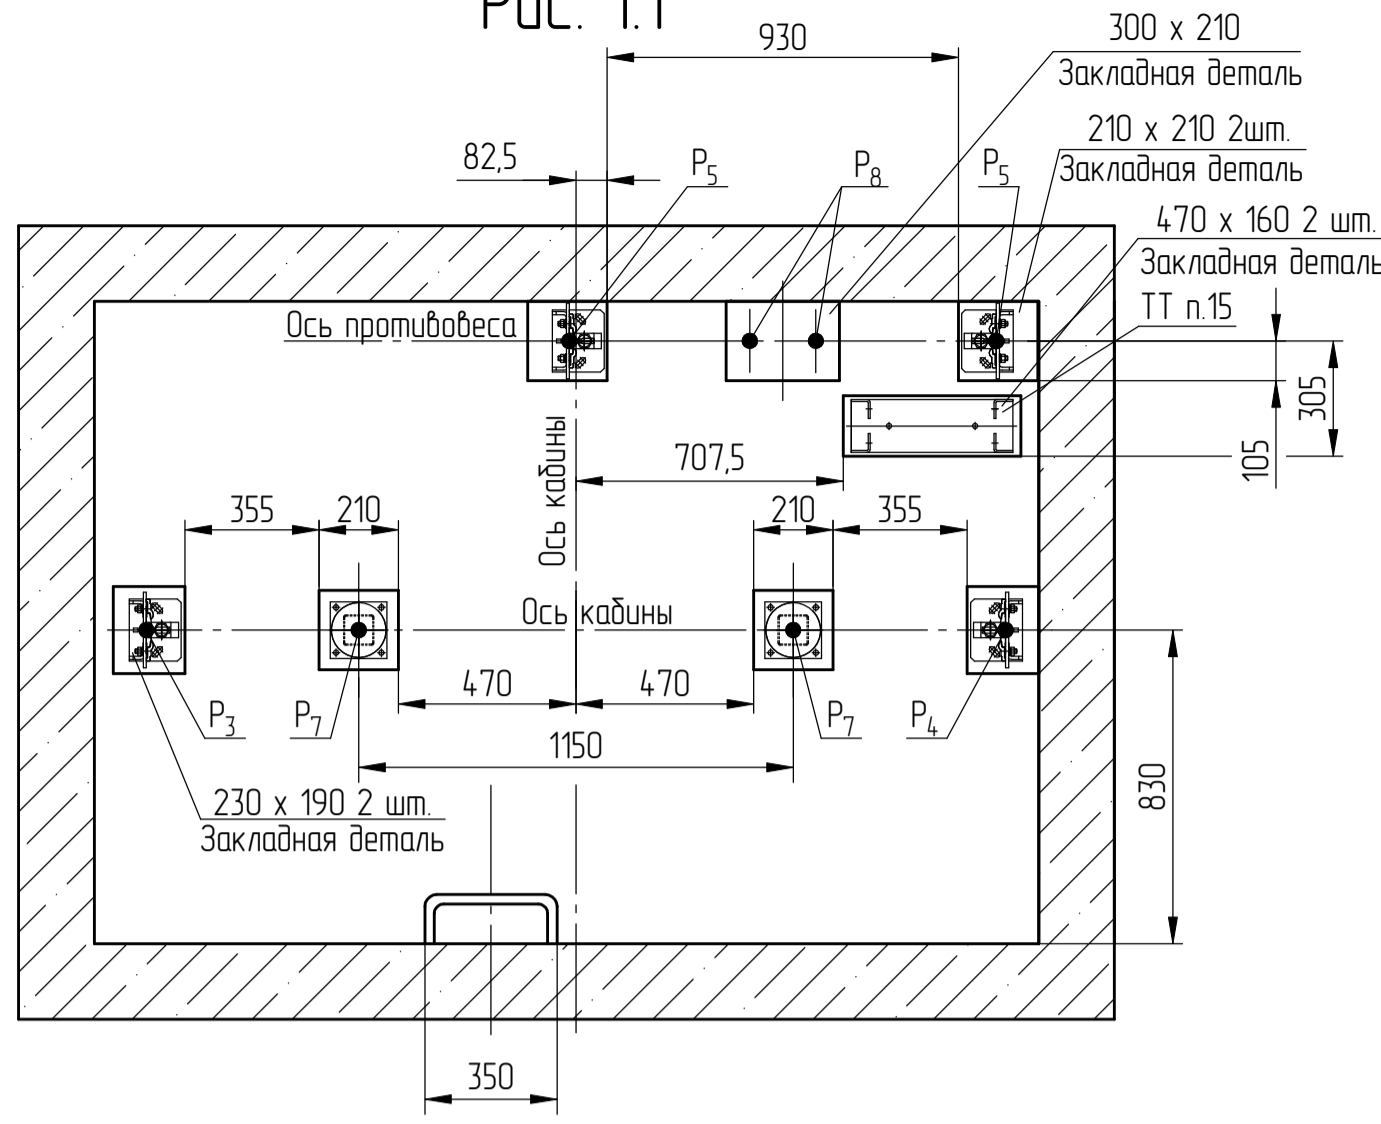 Рис. 1.1
930
300 x 210
Закладная деталь
82,5
P5
P8
P5
210 x 210 2шт.
Закладная деталь
470 x 160 2 шт.
Закладная деталь
ТТ п.15
Ось противовеса
305
105
Ось кабины
707,5
355
210
210
355
Ось кабины
470
470
P3
P7
P7
P4
1150
830
230 x 190 2 шт.
Закладная деталь
350